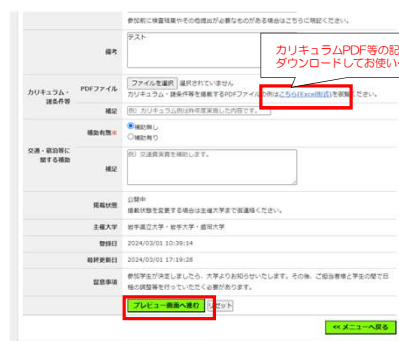 参加前に検査結果やその他提出が必要なものがある場合はこちらに明記ください。
備考
テスト
カリキュラムPDF等の記
ダウンロードしてお使い
カリキュラム・
諸条件等
PDFファイル
ファイルを選択 選択されていません
カリキュラム・諸条件等を掲載するPDFファイルの例はこちら(Excel形式)を御覧ください。
補足
例）カリキュラム例は昨年度実施した内容です。
交通・宿泊等に
関する補助
補助有無※
補助無し
補助有り
補足
例）交通費実費を補助します。
掲載状態
公開中
掲載状態を変更する場合は主催大学まで御連絡ください。
主催大学
岩手県立大学・岩手大学・盛岡大学
登録日
2024/03/01 10:39:14
最終更新日
2024/03/01 17:19:28
留意事項
参加学生が決定しましたら、大学よりお知らせいたします。その後、ご担当者様と学生の間で日
程の調整等を行っていただく必要があります。
プレビュー画面へ進む リセット
<< メニューへ戻る